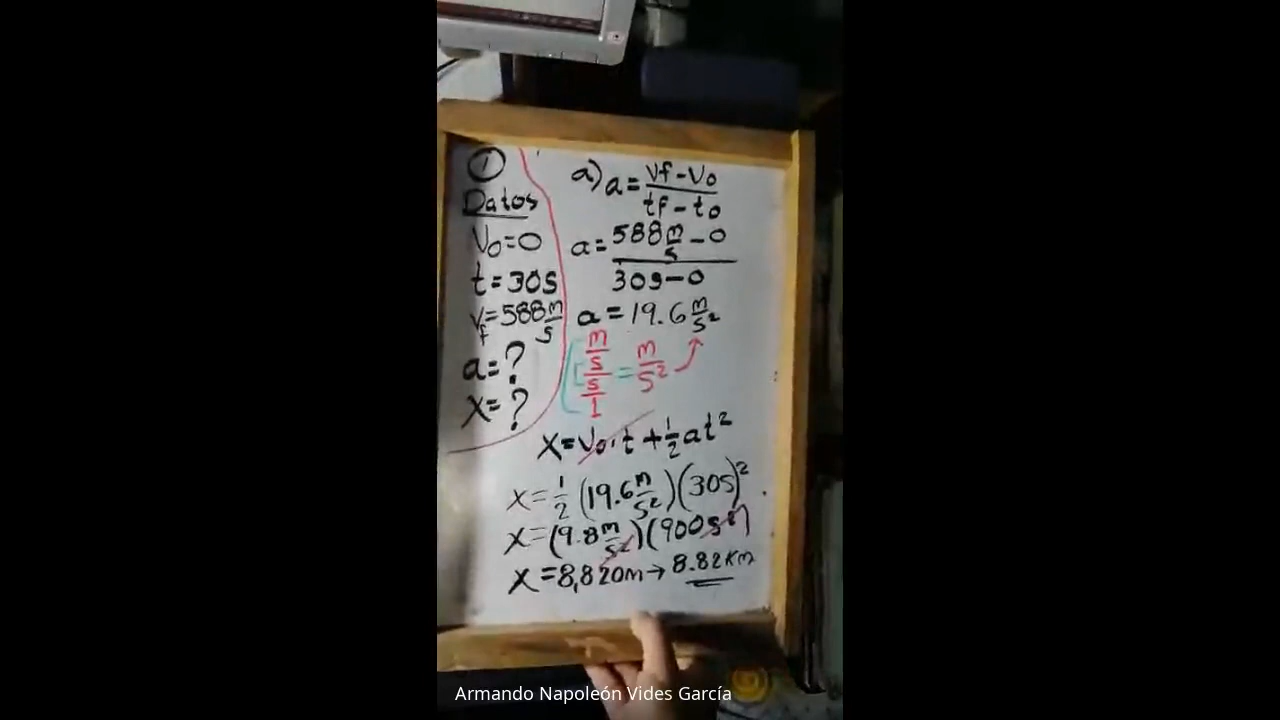 ①
Datos
V₀=0
t=30s
vf=588 m/s
a=?
x=?
a) a= vf-v₀ / tf-t₀
a= 588 m/s - 0 / 30s-0
a=19.6 m/s²
[ m/s / s/1 = m/s²
x=v₀.t+½at²
x=½(19.6 m/s²)(30s)²
x=(9.8 m/s²)(900s²)
x=8,820m→8.82Km
Armando Napoleón Vides García